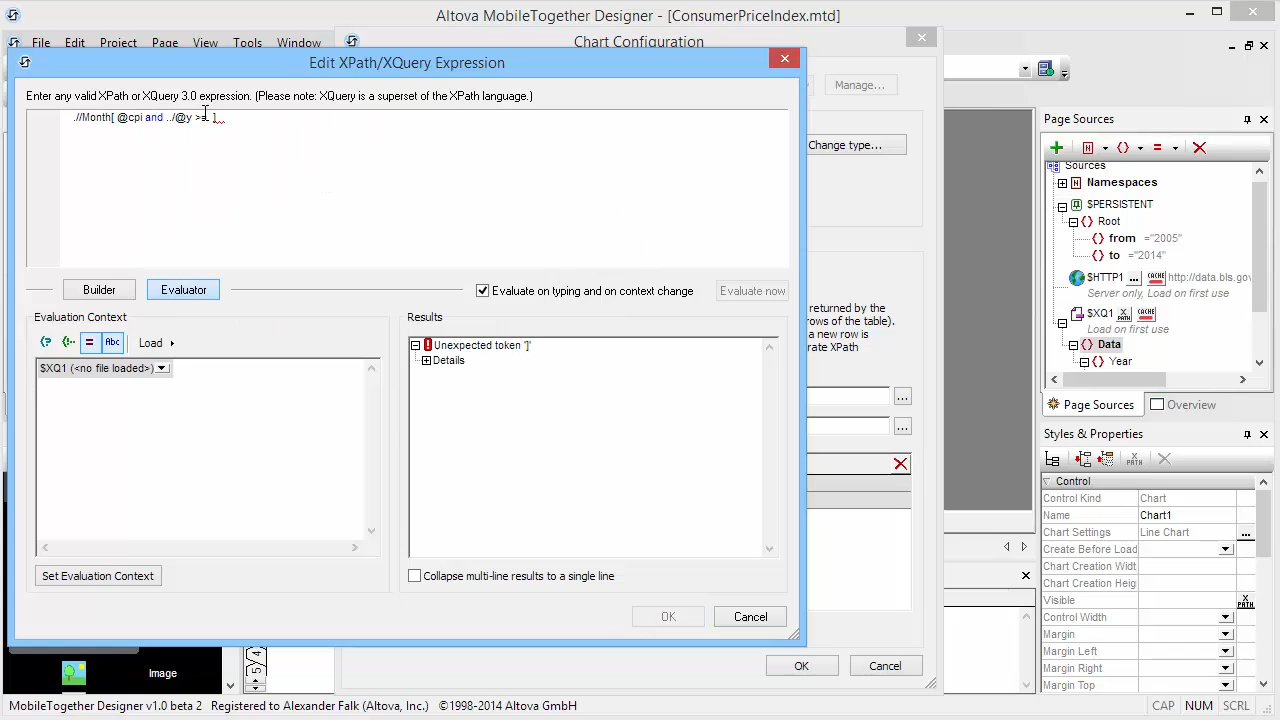 Altova MobileTogether Designer - [ConsumerPriceIndex.mtd]
File Edit Project Page View Tools Window
Chart Configuration
Edit XPath/XQuery Expression
Manage...
Enter any valid XPath or XQuery 3.0 expression. (Please note: XQuery is a superset of the XPath language.)
.//Month[ @cpi and ../@y >= ]
Change type...
Builder
Evaluator
Evaluate on typing and on context change
Evaluate now
Evaluation Context
Results
Load
$XQ1 (<no file loaded>)
Unexpected token ']'
Details
Set Evaluation Context
Collapse multi-line results to a single line
OK
Cancel
returned by the
rows of the table).
a new row is
rate XPath
...
...
OK
Cancel
Page Sources
Sources
Namespaces
$PERSISTENT
Root
from ="2005"
to ="2014"
$HTTP1 ... CACHE http://data.bls.gov
Server only, Load on first use
$XQ1 XPATH CACHE
Load on first use
Data
Year
Page Sources
Overview
Styles & Properties
Control
Control Kind Chart
Name Chart1
Chart Settings Line Chart ...
Create Before Load
Chart Creation Widt
Chart Creation Heig
Visible XPATH
Control Width
Margin
Margin Left
Margin Right
Margin Top
Image
MobileTogether Designer v1.0 beta 2 Registered to Alexander Falk (Altova, Inc.) ©1998-2014 Altova GmbH
CAP NUM SCRL